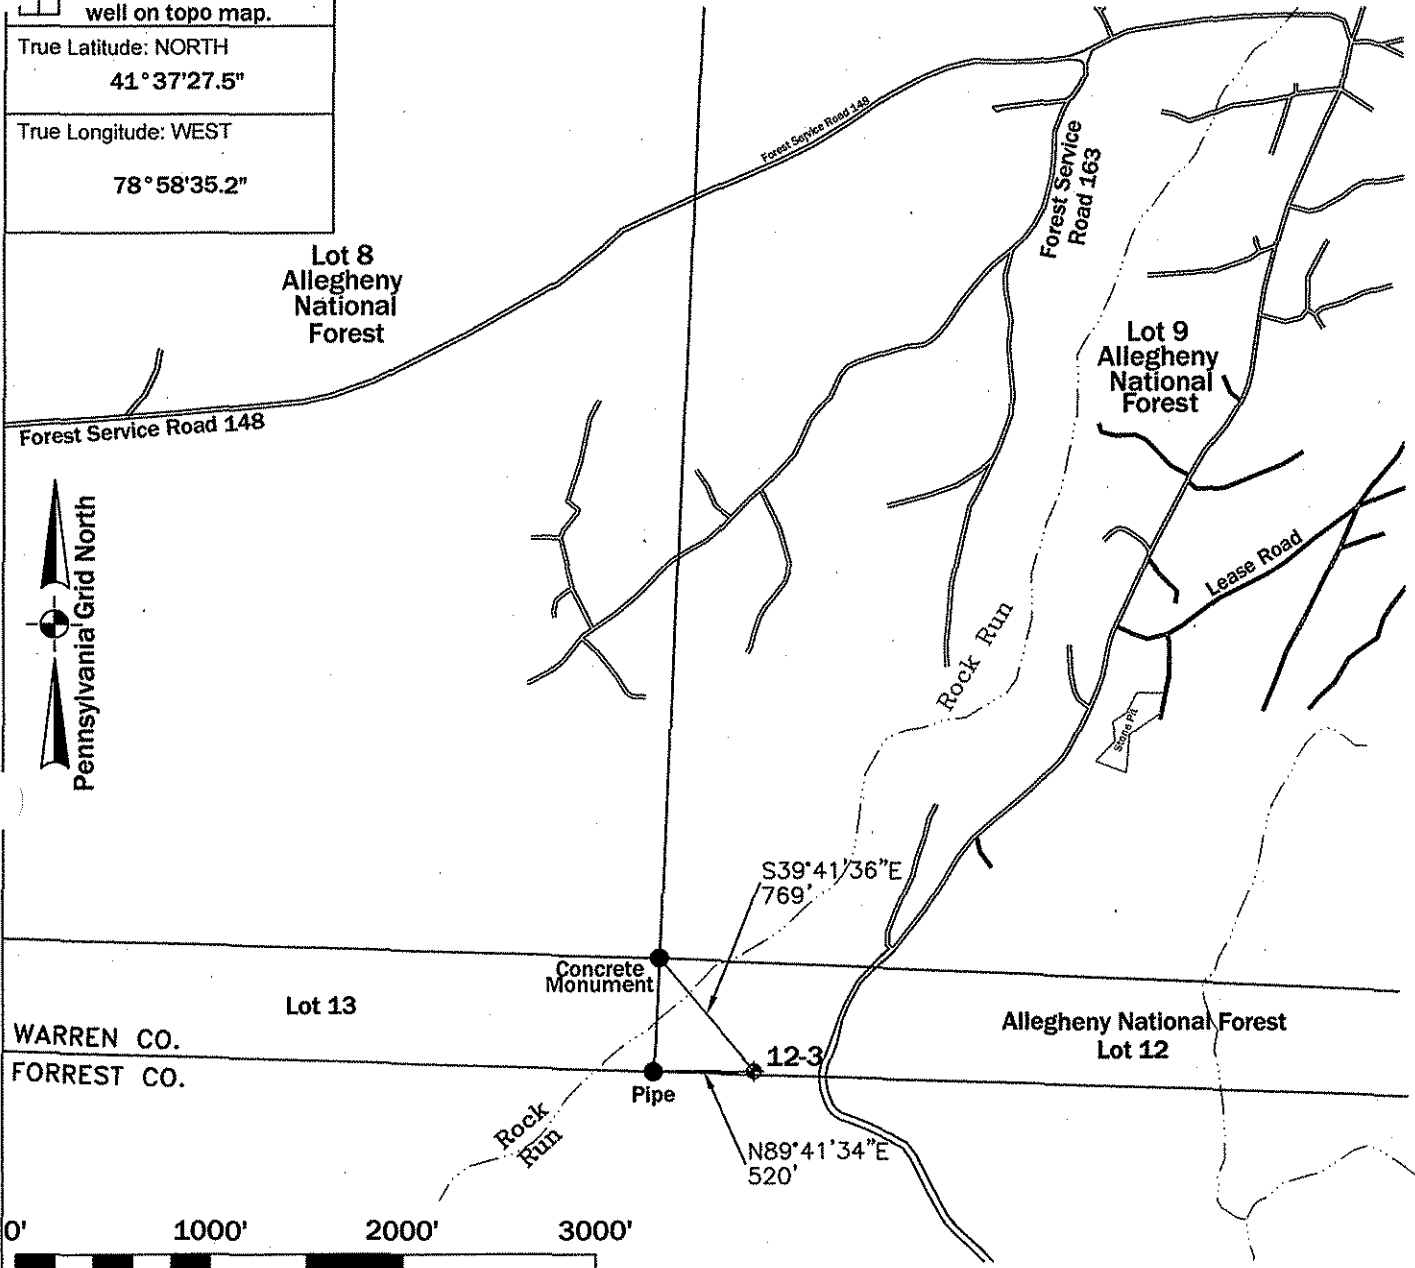 well on topo map.
True Latitude: NORTH
41°37'27.5"
True Longitude: WEST
78°58'35.2"
Forest Service Road 148
Forest Service
Road 163
Lot 8
Allegheny
National
Forest
Lot 9
Allegheny
National
Forest
Forest Service Road 148
Pennsylvania Grid North
Lease Road
Rock Run
Stone Pit
S39°41'36"E
769'
Concrete
Monument
Lot 13
Allegheny National Forest
Lot 12
WARREN CO.
FORREST CO.
12-3
Pipe
Rock
Run
N89°41'34"E
520'
0' 1000' 2000' 3000'